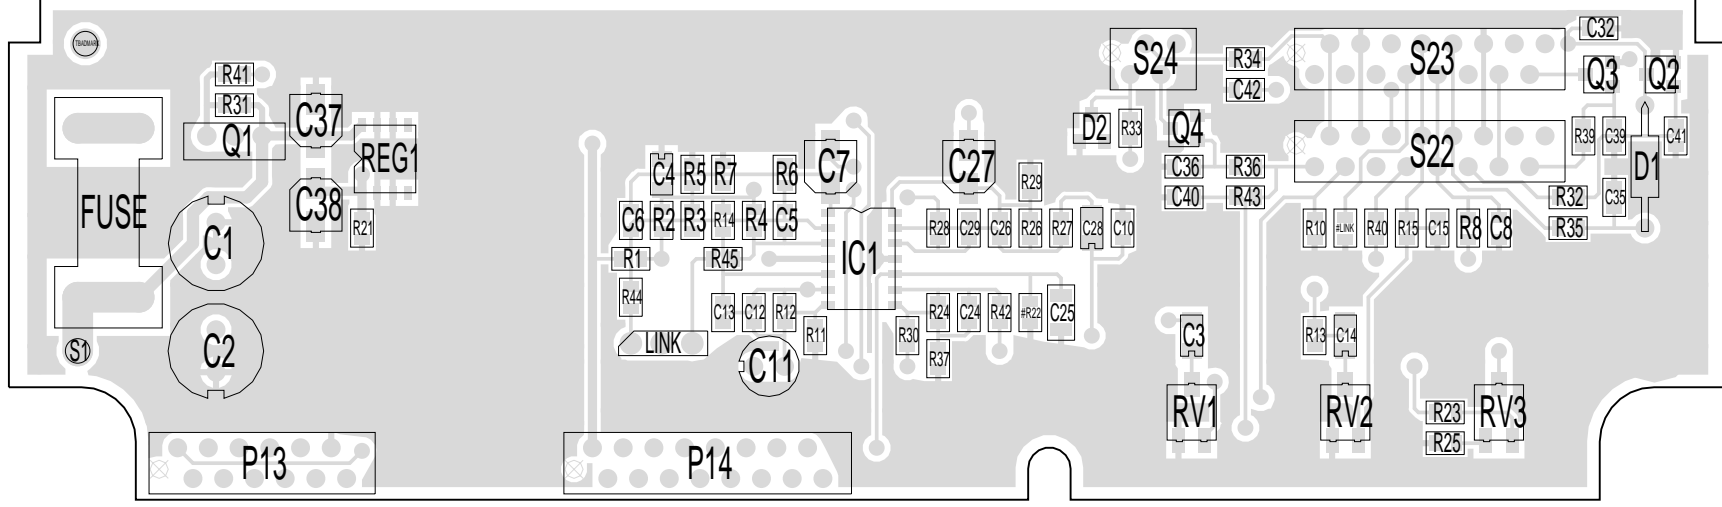 C32
TBADMARK
S24 R34 S23 Q3 Q2
R41 C42
R31 C37 D2 R33 Q4 R39 C39 C41
Q1 REG1 S22
C4 R5 R7 R6 C7 C27 R29 C36 R36 D1
FUSE C38 C40 R43 R32 C35
C6 R2 R3 R14 R4 C5
R21 R28 C29 C26 R26 R27 C28 C10 R10 #LINK R40 R15 C15 R8 C8 R35
C1 R1 R45 IC1
R44
C13 C12 R12 R24 C24 R42 #R22 C25
S1 C2 LINK R11 R30 C3 R13 C14
C11 R37
RV1 RV2 R23 RV3
R25
P13 P14